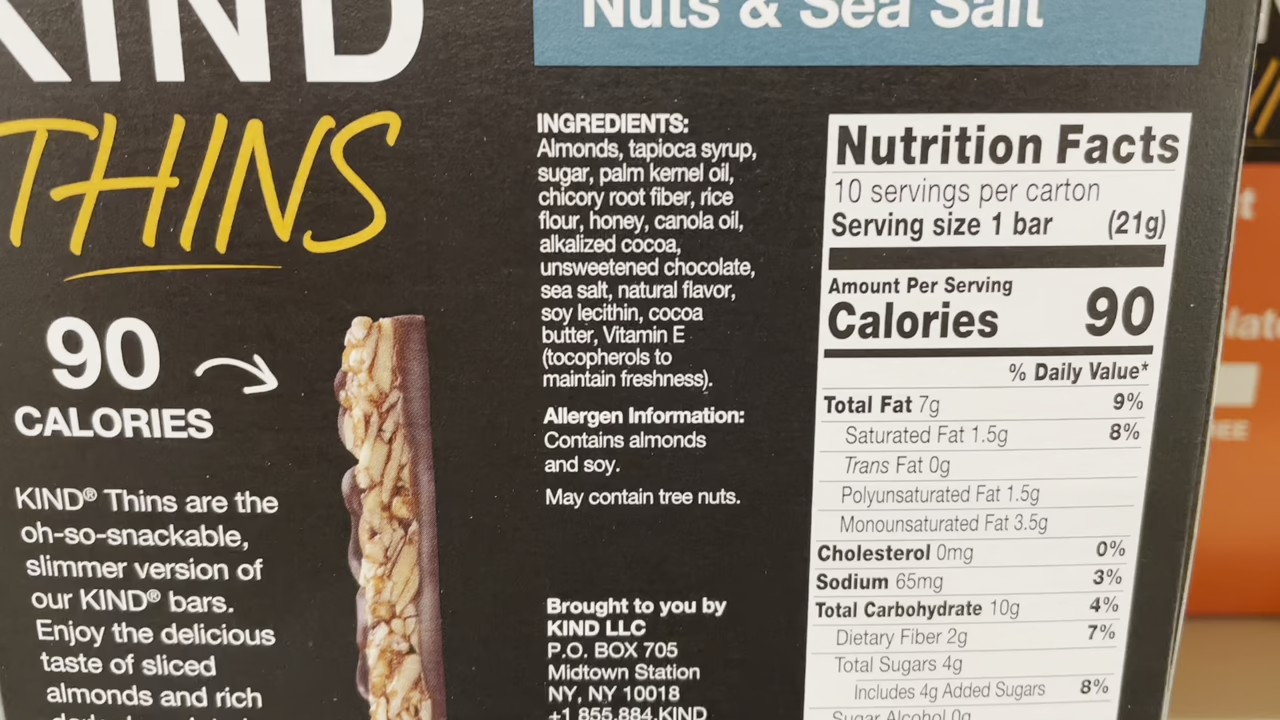 KIND
THINS
90
CALORIES
KIND® Thins are the
oh-so-snackable,
slimmer version of
our KIND® bars.
Enjoy the delicious
taste of sliced
almonds and rich
Nuts & Sea Salt
INGREDIENTS:
Almonds, tapioca syrup,
sugar, palm kernel oil,
chicory root fiber, rice
flour, honey, canola oil,
alkalized cocoa,
unsweetened chocolate,
sea salt, natural flavor,
soy lecithin, cocoa
butter, Vitamin E
(tocopherols to
maintain freshness).
Allergen Information:
Contains almonds
and soy.
May contain tree nuts.
Brought to you by
KIND LLC
P.O. BOX 705
Midtown Station
NY, NY 10018
+1 855.884.KIND
Nutrition Facts
10 servings per carton
Serving size 1 bar (21g)
Amount Per Serving
Calories 90
% Daily Value*
Total Fat 7g 9%
Saturated Fat 1.5g 8%
Trans Fat 0g
Polyunsaturated Fat 1.5g
Monounsaturated Fat 3.5g
Cholesterol 0mg 0%
Sodium 65mg 3%
Total Carbohydrate 10g 4%
Dietary Fiber 2g 7%
Total Sugars 4g
Includes 4g Added Sugars 8%
Sugar Alcohol 0g